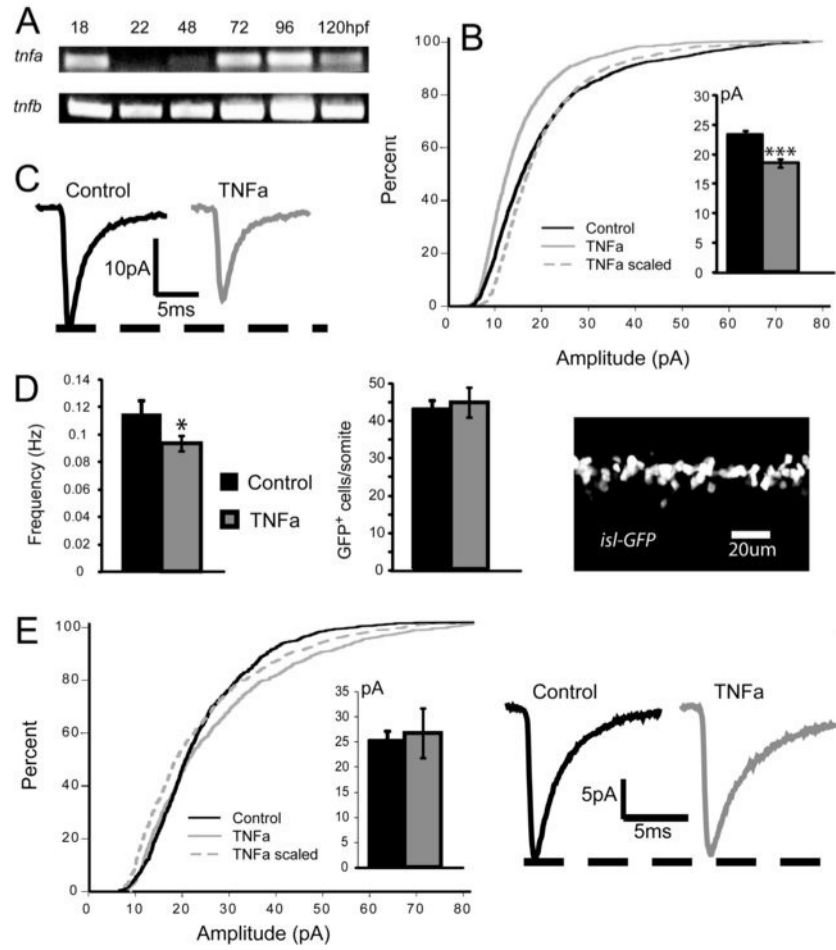 A
18 22 48 72 96 120hpf
tnfa
tnfb
B
100
80
60
40
20
0
Percent
0 10 20 30 40 50 60 70 80
Amplitude (pA)
Control
TNFa
TNFa scaled
pA
30
25
20
15
10
5
0
***
C
Control
TNFa
10pA
5ms
D
0.14
0.12
0.1
0.08
0.06
0.04
0.02
0
Frequency (Hz)
*
Control
TNFa
50
45
40
30
20
10
0
GFP+ cells/somite
isl-GFP
20um
E
100
80
60
40
20
0
Percent
0 10 20 30 40 50 60 70 80
Amplitude (pA)
Control
TNFa
TNFa scaled
pA
35
30
25
20
15
10
5
0
Control
TNFa
5pA
5ms